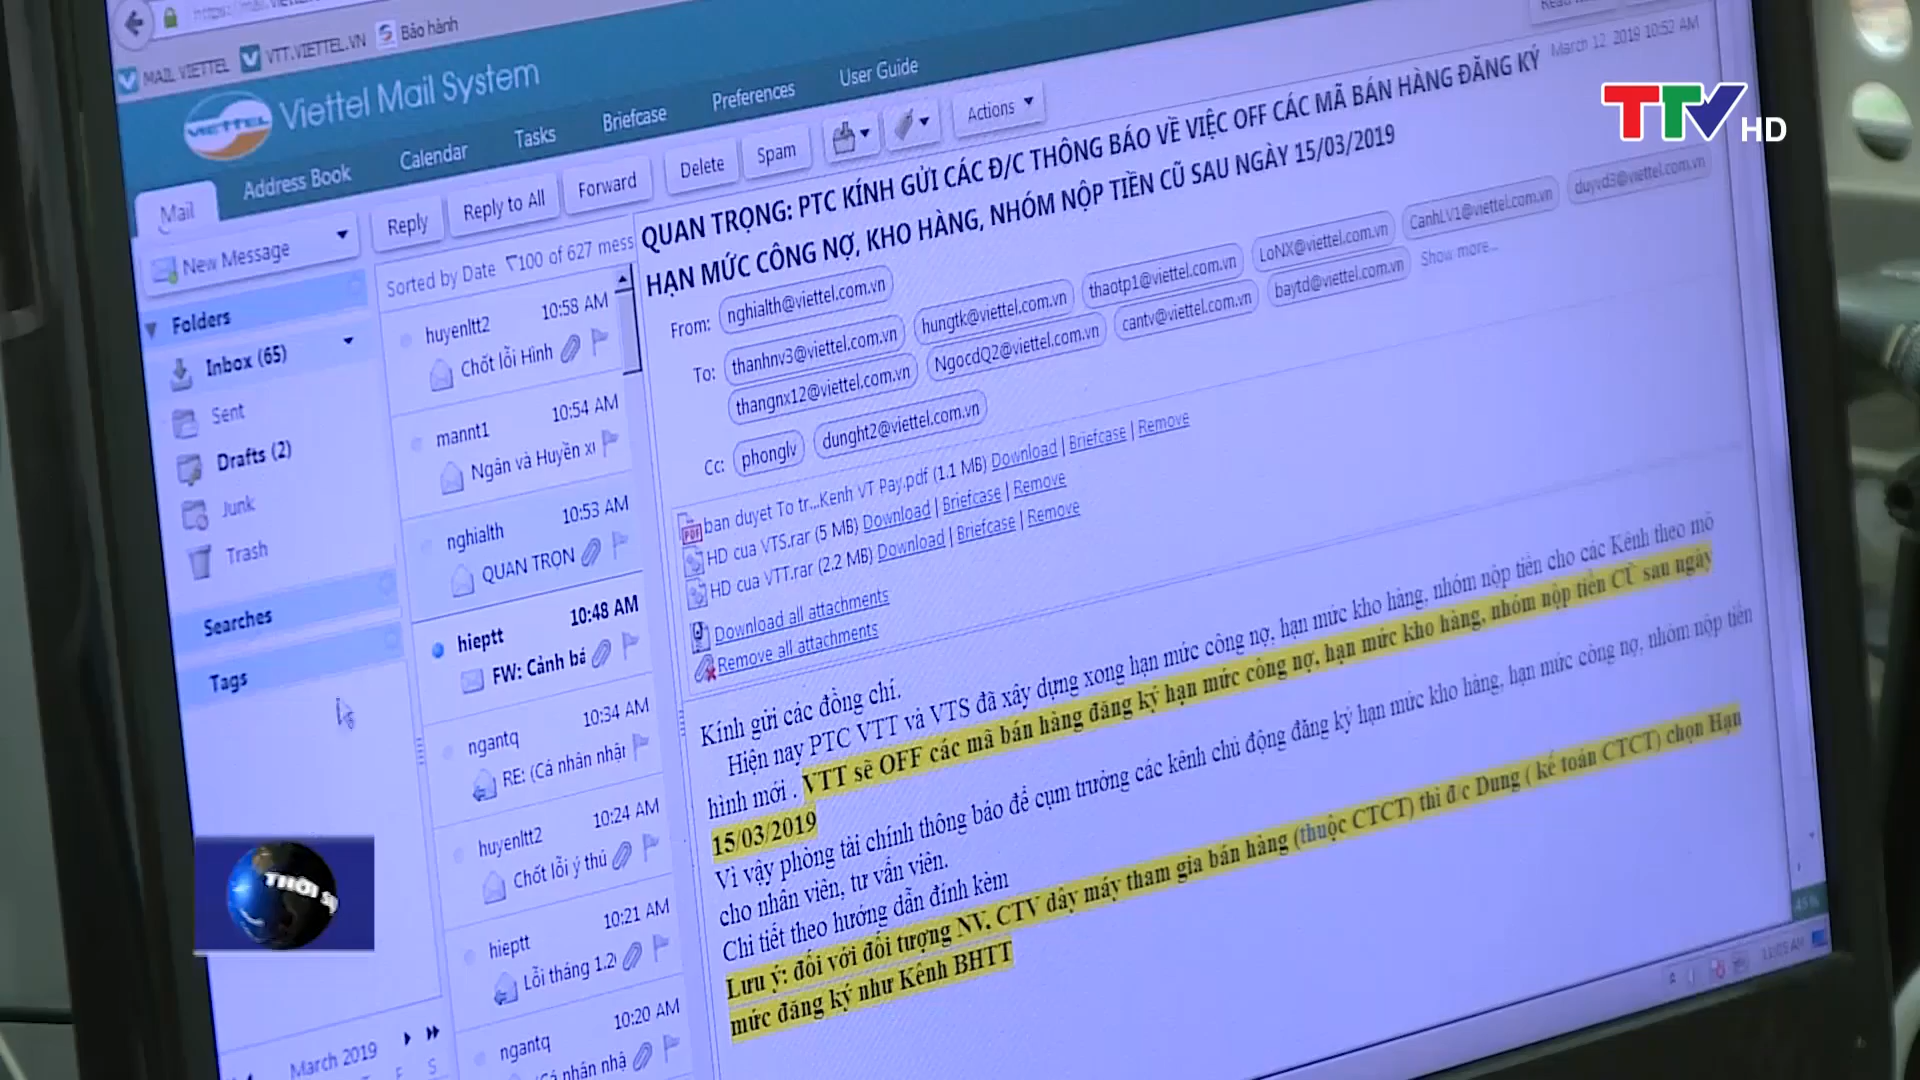 MAIL VIETTEL
VTT.VIETTEL.VN
Bảo hành
VIETTEL
Viettel Mail System
TTV HD
Mail
Address Book
Calendar
Tasks
Briefcase
Preferences
User Guide
New Message
Reply
Reply to All
Forward
Delete
Spam
Actions
Folders
Inbox (65)
Sent
Drafts (2)
Junk
Trash
Searches
Tags
March 2019
Sorted by Date
100 of 627 mess
huyenltt2 10:58 AM
Chốt lỗi Hình
mannt1 10:54 AM
Ngân và Huyền
nghialth 10:53 AM
QUAN TRỌN
hieptt 10:48 AM
FW: Cảnh bá
ngantq 10:34 AM
RE: (Cá nhân nhận
huyenltt2 10:24 AM
Chốt lỗi ý thú
hieptt 10:21 AM
Lỗi tháng 1.2
ngantq 10:20 AM
(Cá nhân nhậ
QUAN TRỌNG: PTC KÍNH GỬI CÁC Đ/C THÔNG BÁO VỀ VIỆC OFF CÁC MÃ BÁN HÀNG ĐĂNG KÝ
March 12, 2019 10:52 AM
HẠN MỨC CÔNG NỢ, KHO HÀNG, NHÓM NỘP TIỀN CŨ SAU NGÀY 15/03/2019
From: nghialth@viettel.com.vn
To: thanhnv3@viettel.com.vn hungtk@viettel.com.vn thaotp1@viettel.com.vn LoNX@viettel.com.vn CanhLV1@viettel.com.vn duyvd3@viettel.com.vn
thangnx12@viettel.com.vn NgocdQ2@viettel.com.vn cantv@viettel.com.vn baytd@viettel.com.vn Show more...
Cc: phonglv dunght2@viettel.com.vn
ban duyet To tr...Kenh VT Pay.pdf (1.1 MB) Download | Briefcase | Remove
HD cua VTS.rar (5 MB) Download | Briefcase | Remove
HD cua VTT.rar (2.2 MB) Download | Briefcase | Remove
Download all attachments
Remove all attachments
Kính gửi các đồng chí.
Hiện nay PTC VTT và VTS đã xây dựng xong hạn mức công nợ, hạn mức kho hàng, nhóm nộp tiền cho các Kênh theo mô
hình mới . VTT sẽ OFF các mã bán hàng đăng ký hạn mức công nợ, hạn mức kho hàng, nhóm nộp tiền CŨ sau ngày
15/03/2019
Vì vậy phòng tài chính thông báo để cụm trưởng các kênh chủ động đăng ký hạn mức kho hàng, hạn mức công nợ, nhóm nộp tiền
cho nhân viên, tư vấn viên.
Chi tiết theo hướng dẫn đính kèm
Lưu ý: đối với đối tượng NV, CTV dây máy tham gia bán hàng (thuộc CTCT) thì đ/c Dung ( kế toán CTCT) chọn Hạn
mức đăng ký như Kênh BHTT
THỜI SỰ